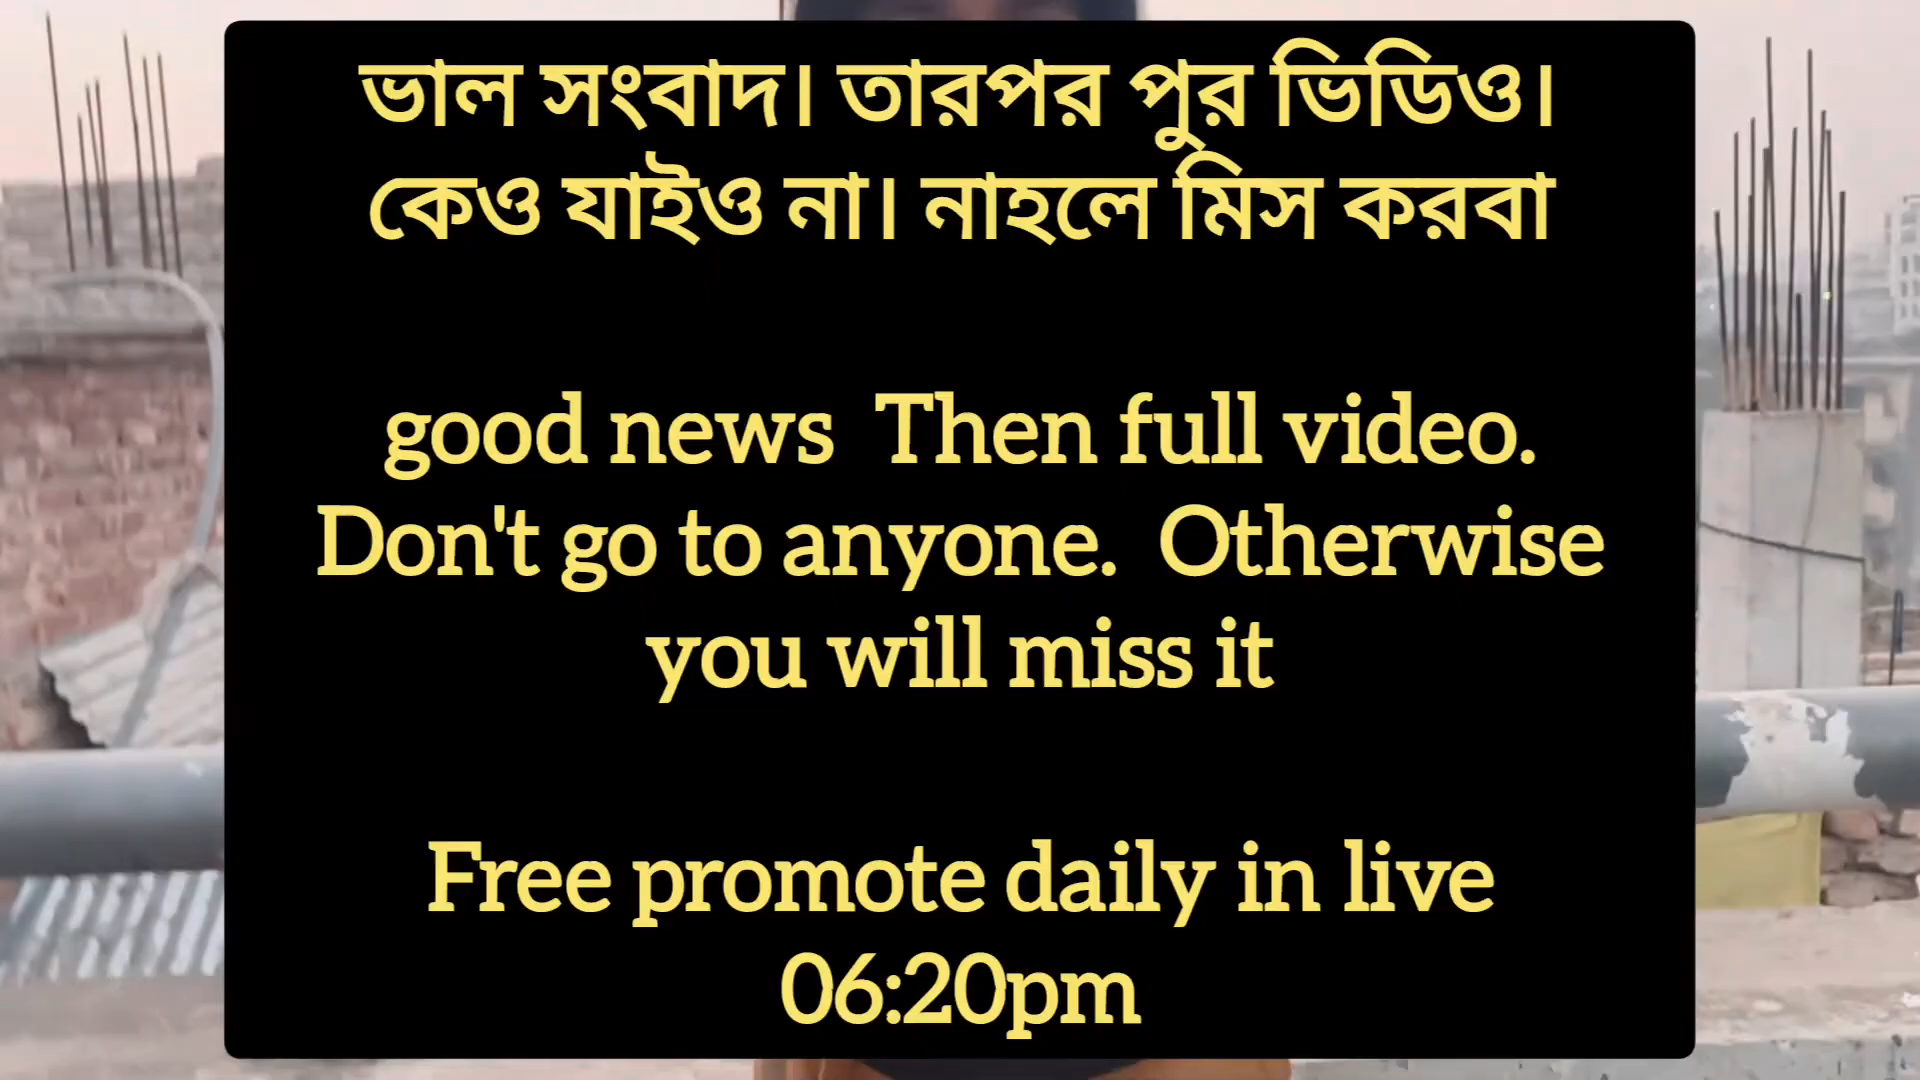 ভাল সংবাদ। তারপর পুর ভিডিও।
কেও যাইও না। নাহলে মিস করবা
good news  Then full video.
Don't go to anyone.  Otherwise
you will miss it
Free promote daily in live
06:20pm